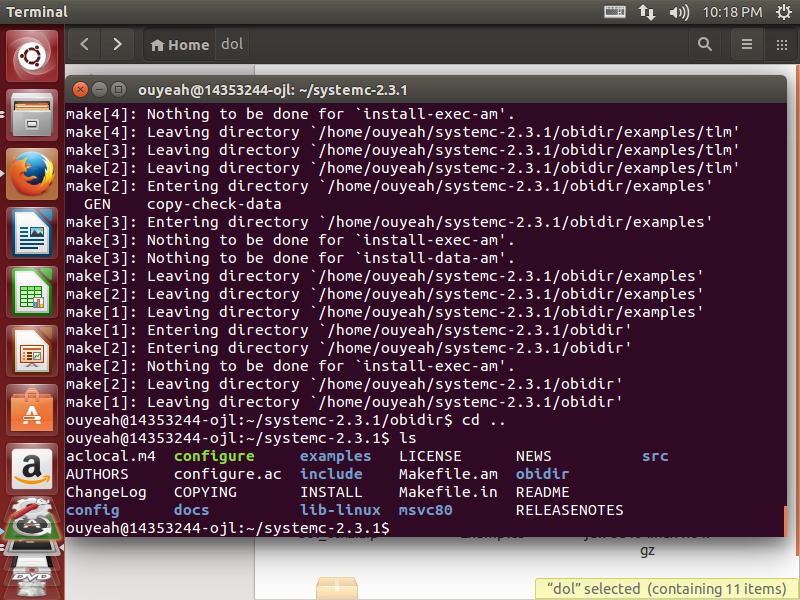 Terminal
10:18 PM
Home
dol
ouyeah@14353244-ojl: ~/systemc-2.3.1
make[4]: Nothing to be done for `install-exec-am'.
make[4]: Leaving directory `/home/ouyeah/systemc-2.3.1/obidir/examples/tlm'
make[3]: Leaving directory `/home/ouyeah/systemc-2.3.1/obidir/examples/tlm'
make[2]: Leaving directory `/home/ouyeah/systemc-2.3.1/obidir/examples/tlm'
make[2]: Entering directory `/home/ouyeah/systemc-2.3.1/obidir/examples'
GEN copy-check-data
make[3]: Entering directory `/home/ouyeah/systemc-2.3.1/obidir/examples'
make[3]: Nothing to be done for `install-exec-am'.
make[3]: Nothing to be done for `install-data-am'.
make[3]: Leaving directory `/home/ouyeah/systemc-2.3.1/obidir/examples'
make[2]: Leaving directory `/home/ouyeah/systemc-2.3.1/obidir/examples'
make[1]: Leaving directory `/home/ouyeah/systemc-2.3.1/obidir/examples'
make[1]: Entering directory `/home/ouyeah/systemc-2.3.1/obidir'
make[2]: Entering directory `/home/ouyeah/systemc-2.3.1/obidir'
make[2]: Nothing to be done for `install-exec-am'.
make[2]: Leaving directory `/home/ouyeah/systemc-2.3.1/obidir'
make[1]: Leaving directory `/home/ouyeah/systemc-2.3.1/obidir'
ouyeah@14353244-ojl:~/systemc-2.3.1/obidir$ cd ..
ouyeah@14353244-ojl:~/systemc-2.3.1$ ls
aclocal.m4 configure examples LICENSE NEWS src
AUTHORS configure.ac include Makefile.am obidir
ChangeLog COPYING INSTALL Makefile.in README
config docs lib-linux msvc80 RELEASENOTES
ouyeah@14353244-ojl:~/systemc-2.3.1$
gz
“dol” selected (containing 11 items)
a
DVD